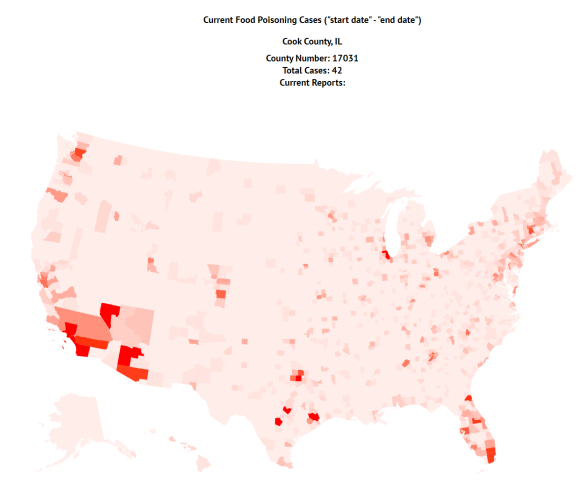 Current Food Poisoning Cases ("start date" - "end date")
Cook County, IL
County Number: 17031
Total Cases: 42
Current Reports: